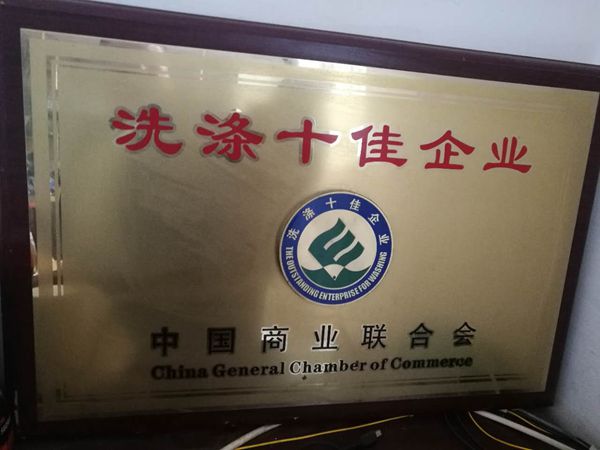 洗涤十佳企业
洗涤十佳企业
THE OUTSTANDING ENTERPRISE FOR WASHING
中国商业联合会
China General Chamber of Commerce